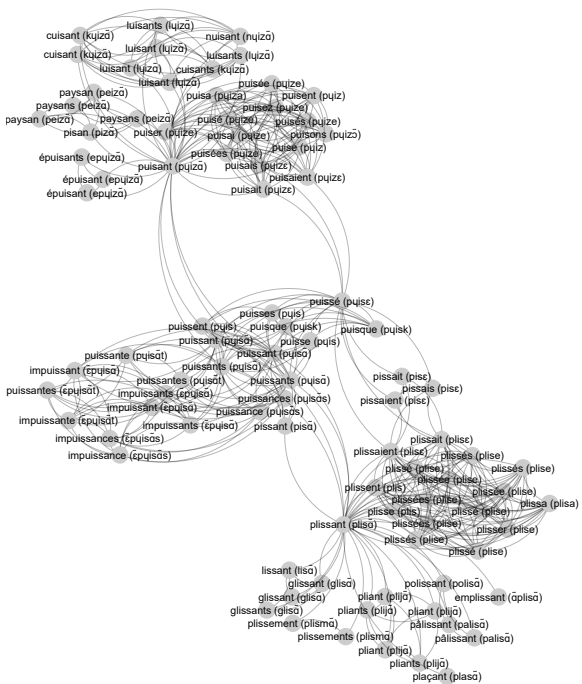 luisants (lɥizɑ̃)
cuisant (kɥizɑ̃)
nuisant (nɥizɑ̃)
luisant (lɥizɑ̃)
cuisant (kɥizɑ̃)
luisants (lɥizɑ̃)
luisant (lɥizɑ̃)
cuisants (kɥizɑ̃)
luisant (lɥizɑ̃)
puisée (pɥize)
paysan (peizɑ̃)
puisa (pɥiza)
puisent (pɥiz)
paysans (peizɑ̃)
puisez (pɥize)
paysan (peizɑ̃)
paysans (peizɑ̃)
puisé (pɥize)
puisés (pɥize)
pisan (pizɑ̃)
puiser (pɥize)
puisai (pɥize)
puisons (pɥizɔ̃)
puise (pɥiz)
épuisants (epɥizɑ̃)
puisées (pɥize)
puisant (pɥizɑ̃)
puisais (pɥizɛ)
épuisant (epɥizɑ̃)
puisaient (pɥizɛ)
épuisant (epɥizɑ̃)
puisait (pɥizɛ)
puissé (pɥisɛ)
puisses (pɥis)
puissent (pɥis)
puisque (pɥisk)
puisque (pɥisk)
puissant (pɥisɑ̃)
puisse (pɥis)
puissante (pɥisɑ̃t)
puissant (pɥisɑ̃)
impuissant (ɛ̃pɥisɑ̃)
puissants (pɥisɑ̃)
pissait (pisɛ)
puissantes (pɥisɑ̃t)
puissants (pɥisɑ̃)
puissantes (ɛ̃pɥisɑ̃t)
impuissants (ɛ̃pɥisɑ̃)
pissais (pisɛ)
puissances (pɥisɑ̃s)
pissaient (pisɛ)
impuissant (ɛ̃pɥisɑ̃)
puissance (pɥisɑ̃s)
impuissante (ɛ̃pɥisɑ̃t)
impuissants (ɛ̃pɥisɑ̃)
pissant (pisɑ̃)
impuissances (ɛ̃pɥisɑ̃s)
plissait (plisɛ)
impuissance (ɛ̃pɥisɑ̃s)
plissaient (plisɛ)
plissés (plise)
plissé (plise)
plissés (plise)
plissée (plise)
plissent (plis)
plissée (plise)
plissées (plise)
plissa (plisa)
plisse (plis)
plissé (plise)
plissant (plisɑ̃)
plissées (plise)
plisser (plise)
plissés (plise)
plissé (plise)
lissant (lisɑ̃)
glissant (glisɑ̃)
polissant (polisɑ̃)
glissant (glisɑ̃)
pliant (plijɑ̃)
emplissant (ɑ̃plisɑ̃)
glissants (glisɑ̃)
pliants (plijɑ̃)
pliant (plijɑ̃)
plissement (plismɑ̃)
pâlissant (palisɑ̃)
plissements (plismɑ̃)
pâlissant (palisɑ̃)
pliant (plijɑ̃)
pliants (plijɑ̃)
plaçant (plasɑ̃)